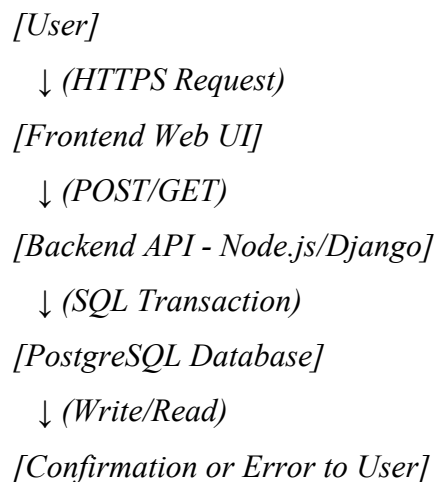 [User]
↓ (HTTPS Request)
[Frontend Web UI]
↓ (POST/GET)
[Backend API - Node.js/Django]
↓ (SQL Transaction)
[PostgreSQL Database]
↓ (Write/Read)
[Confirmation or Error to User]